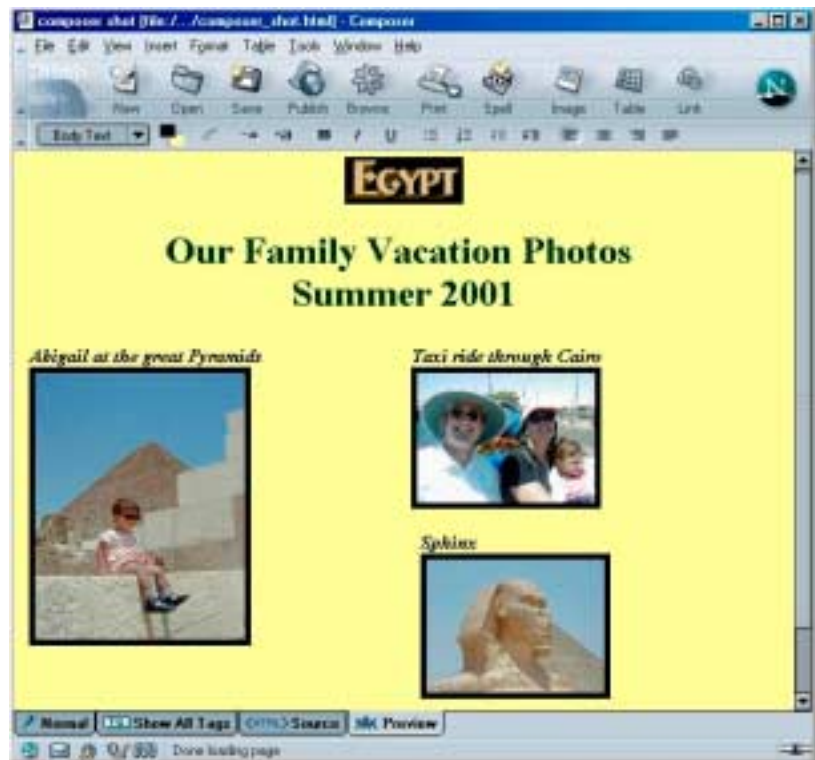 composer shot [file:/.../composer_shot.html] - Composer
File Edit View Insert Format Table Tools Window Help
New Open Save Publish Browse Print Spell Image Table Link
Body Text
EGYPT
Our Family Vacation Photos
Summer 2001
Abigail at the great Pyramids
Taxi ride through Cairo
Sphinx
Normal Show All Tags <HTML> Source Preview
Done loading page